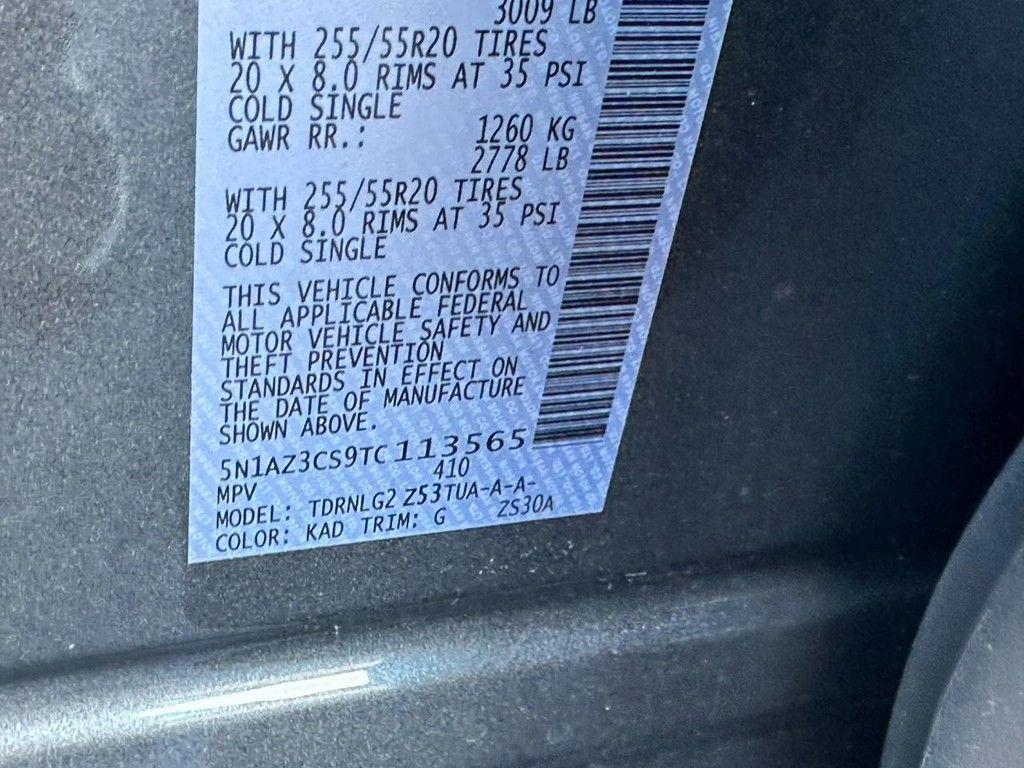 3009 LB
WITH 255/55R20 TIRES
20 X 8.0 RIMS AT 35 PSI
COLD SINGLE
GAWR RR.: 1260 KG
2778 LB
WITH 255/55R20 TIRES
20 X 8.0 RIMS AT 35 PSI
COLD SINGLE
THIS VEHICLE CONFORMS TO
ALL APPLICABLE FEDERAL
MOTOR VEHICLE SAFETY AND
THEFT PREVENTION
STANDARDS IN EFFECT ON
THE DATE OF MANUFACTURE
SHOWN ABOVE.
5N1AZ3CS9TC113565
MPV 410
MODEL: TDRNLG2 Z53TUA-A-A-
COLOR: KAD TRIM: G ZS30A